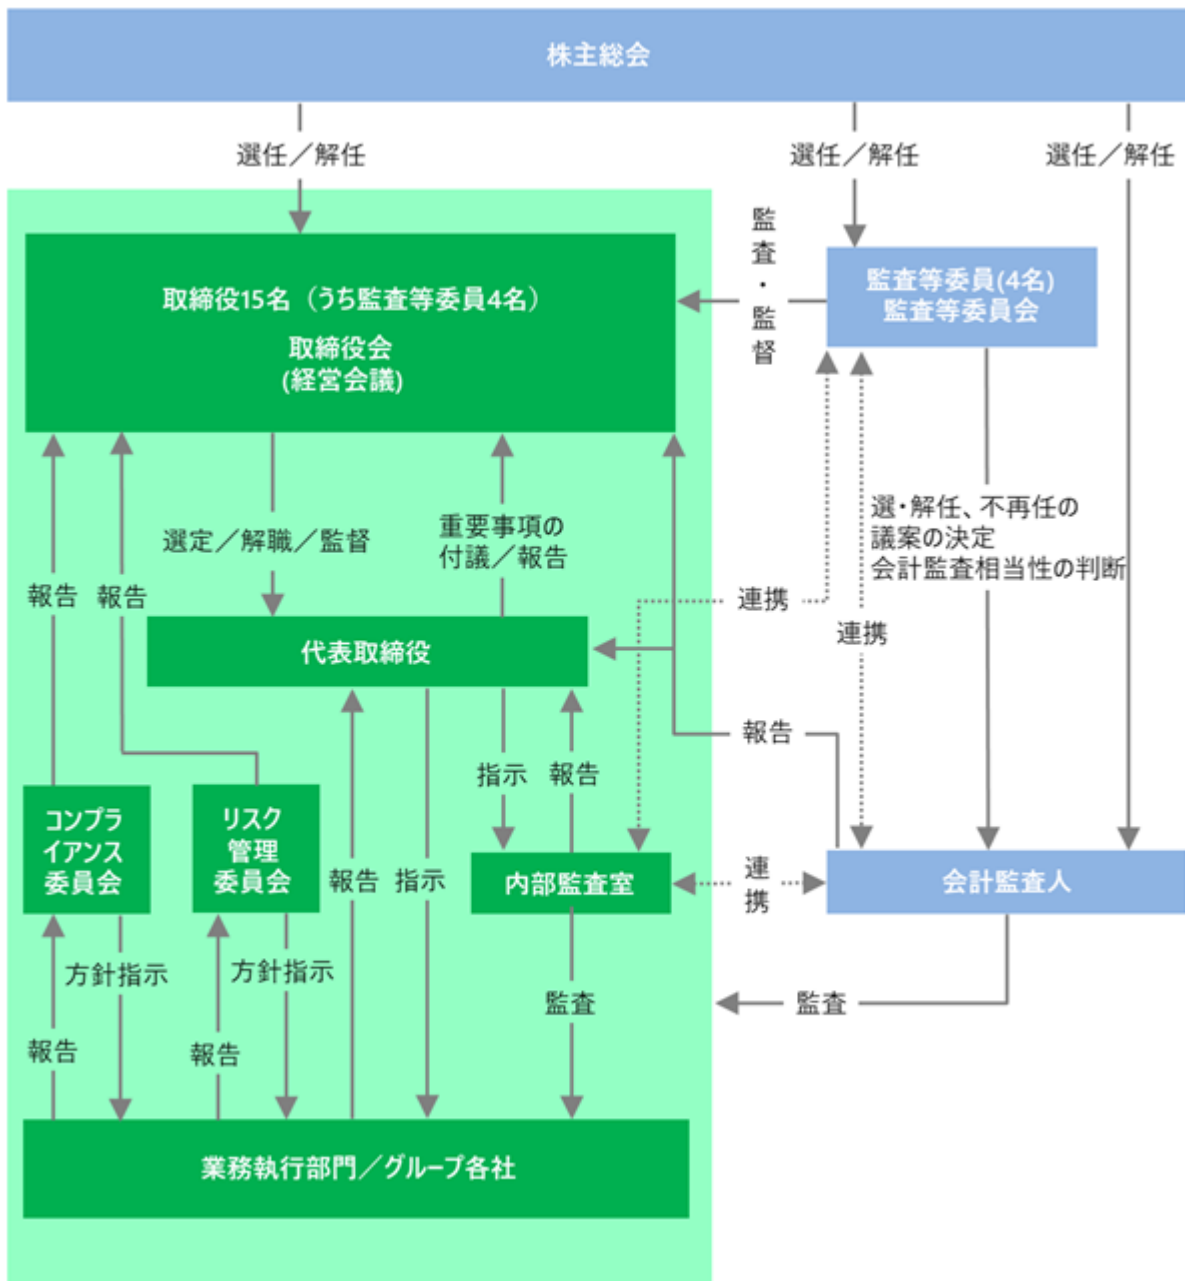 株主総会
選任／解任
選任／解任
選任／解任
監査・監督
取締役15名（うち監査等委員4名）
取締役会
(経営会議)
監査等委員(4名)
監査等委員会
選定／解職／監督
重要事項の
付議／報告
選・解任、不再任の
議案の決定
会計監査相当性の判断
報告
報告
連携
連携
代表取締役
報告
指示
報告
コンプラ
イアンス
委員会
リスク
管理
委員会
報告
指示
内部監査室
連携
会計監査人
方針指示
方針指示
監査
監査
報告
報告
業務執行部門／グループ各社